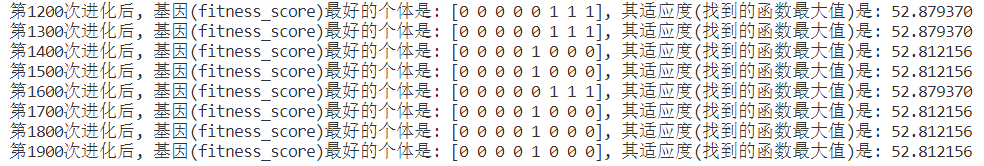 第1200次进化后, 基因(fitness_score)最好的个体是: [0 0 0 0 0 1 1 1], 其适应度(找到的函数最大值)是: 52.879370
第1300次进化后, 基因(fitness_score)最好的个体是: [0 0 0 0 0 1 1 1], 其适应度(找到的函数最大值)是: 52.879370
第1400次进化后, 基因(fitness_score)最好的个体是: [0 0 0 0 1 0 0 0], 其适应度(找到的函数最大值)是: 52.812156
第1500次进化后, 基因(fitness_score)最好的个体是: [0 0 0 0 1 0 0 0], 其适应度(找到的函数最大值)是: 52.812156
第1600次进化后, 基因(fitness_score)最好的个体是: [0 0 0 0 0 1 1 1], 其适应度(找到的函数最大值)是: 52.879370
第1700次进化后, 基因(fitness_score)最好的个体是: [0 0 0 0 1 0 0 0], 其适应度(找到的函数最大值)是: 52.812156
第1800次进化后, 基因(fitness_score)最好的个体是: [0 0 0 0 1 0 0 0], 其适应度(找到的函数最大值)是: 52.812156
第1900次进化后, 基因(fitness_score)最好的个体是: [0 0 0 0 1 0 0 0], 其适应度(找到的函数最大值)是: 52.812156